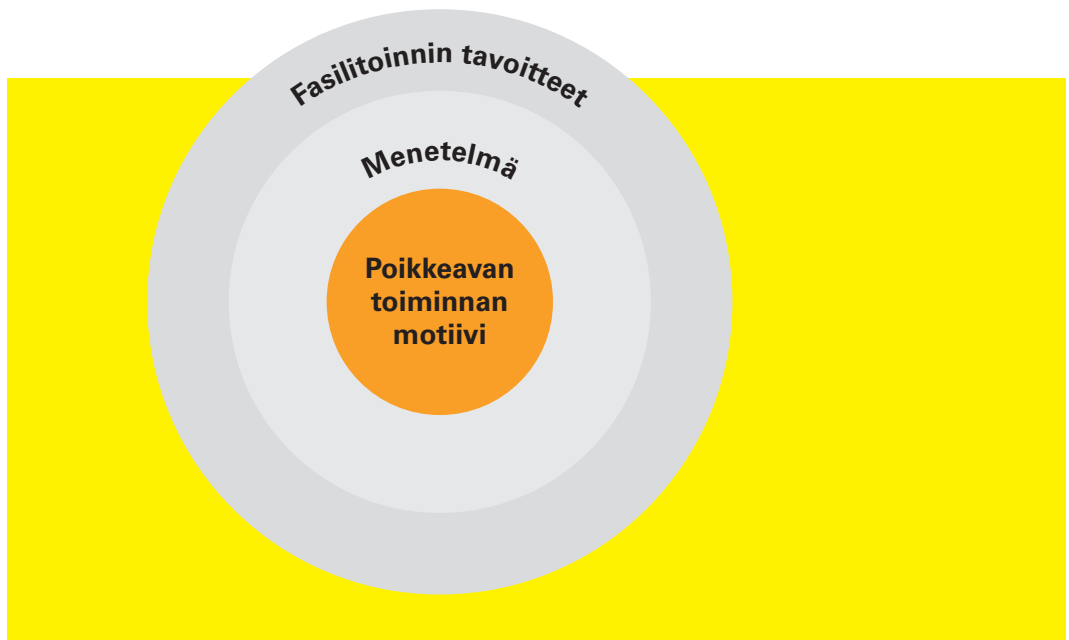 Fasilitoinnin tavoitteet
Menetelmä
Poikkeavan
toiminnan
motiivi